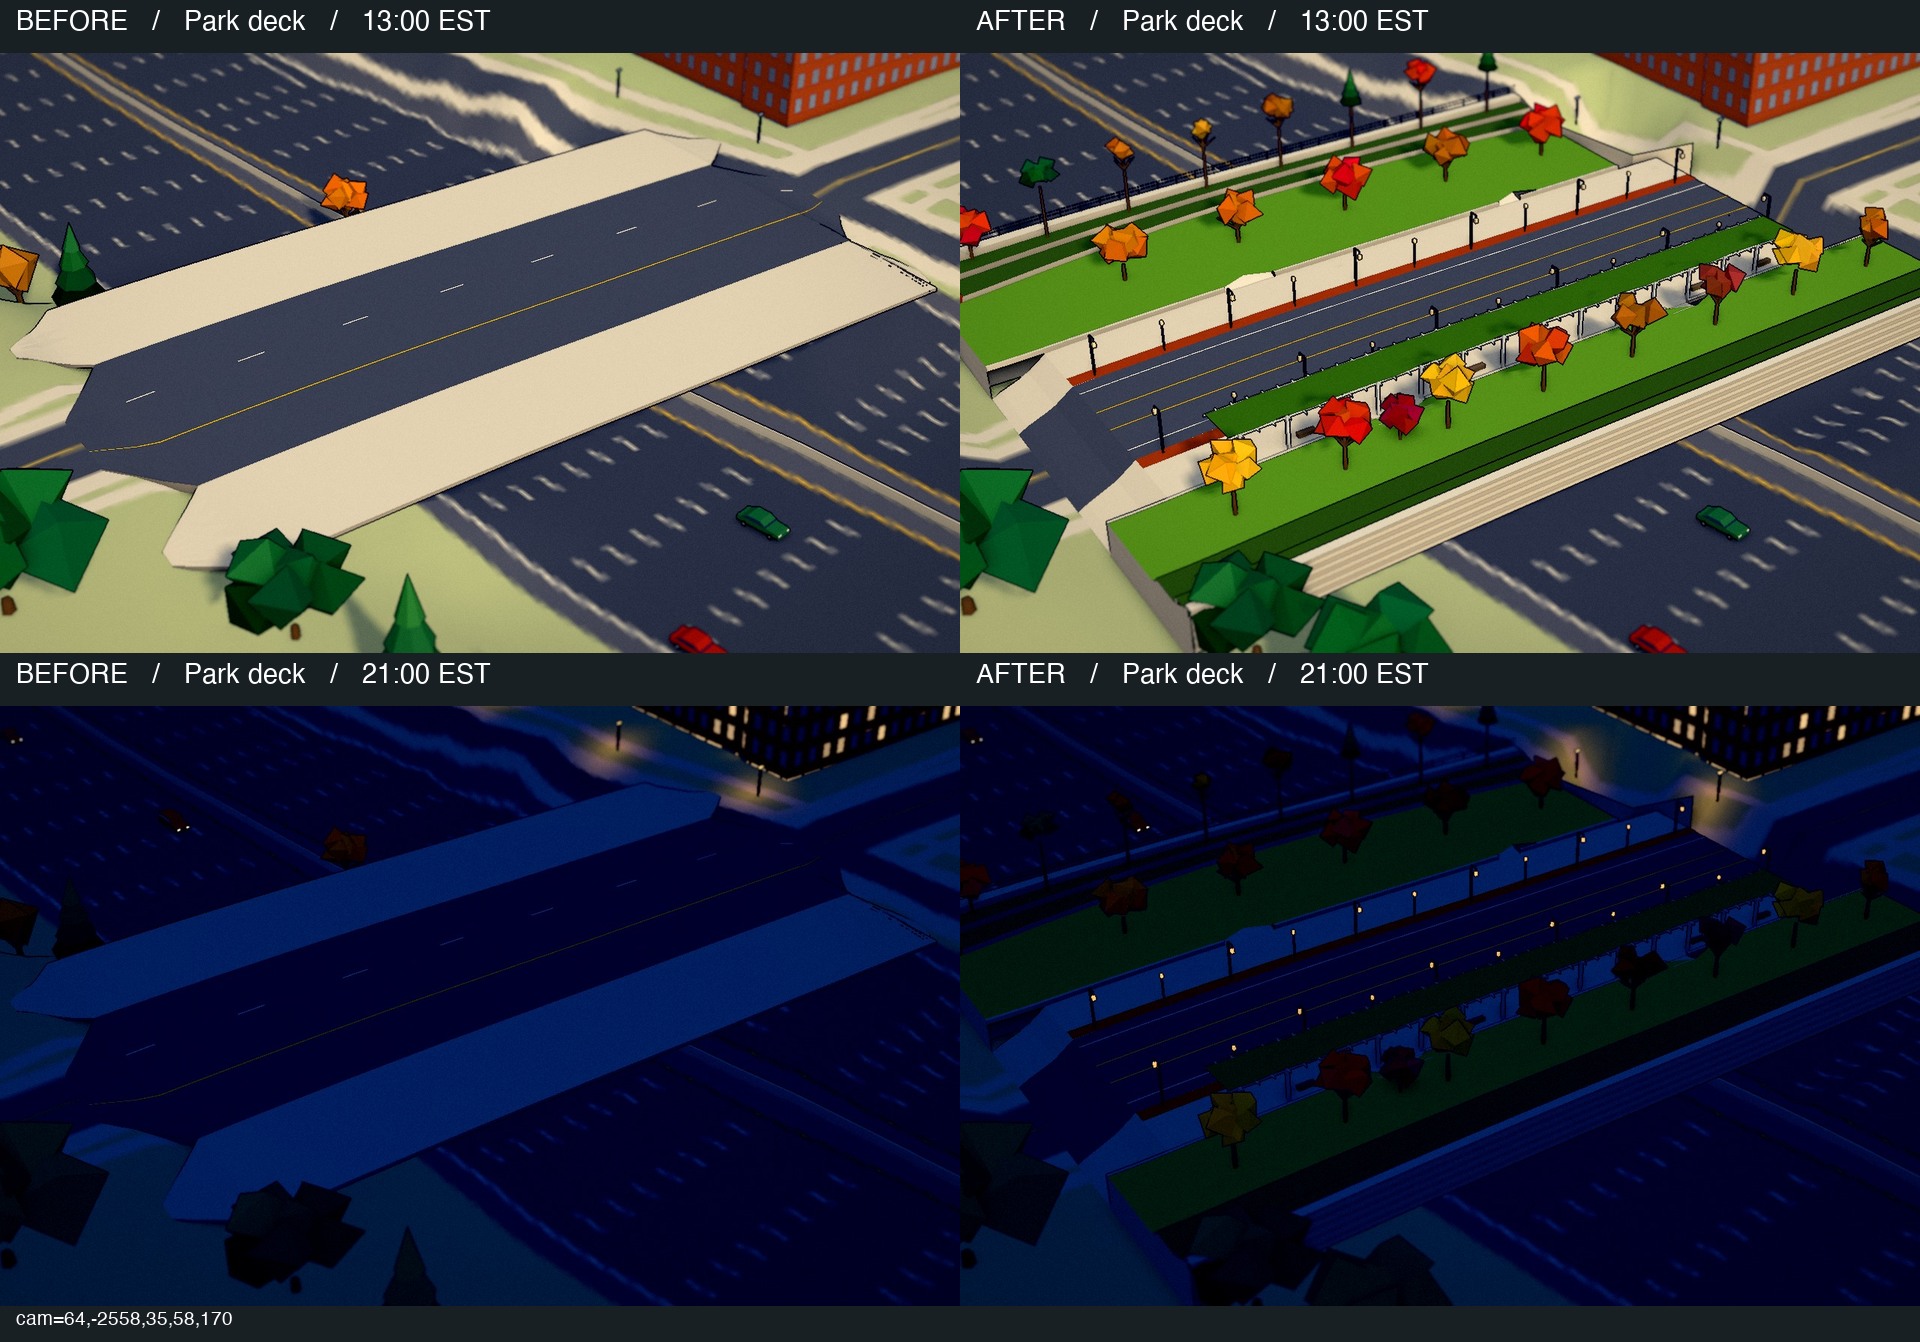 BEFORE / Park deck / 13:00 EST
AFTER / Park deck / 13:00 EST
BEFORE / Park deck / 21:00 EST
AFTER / Park deck / 21:00 EST
cam=64,-2558,35,58,170